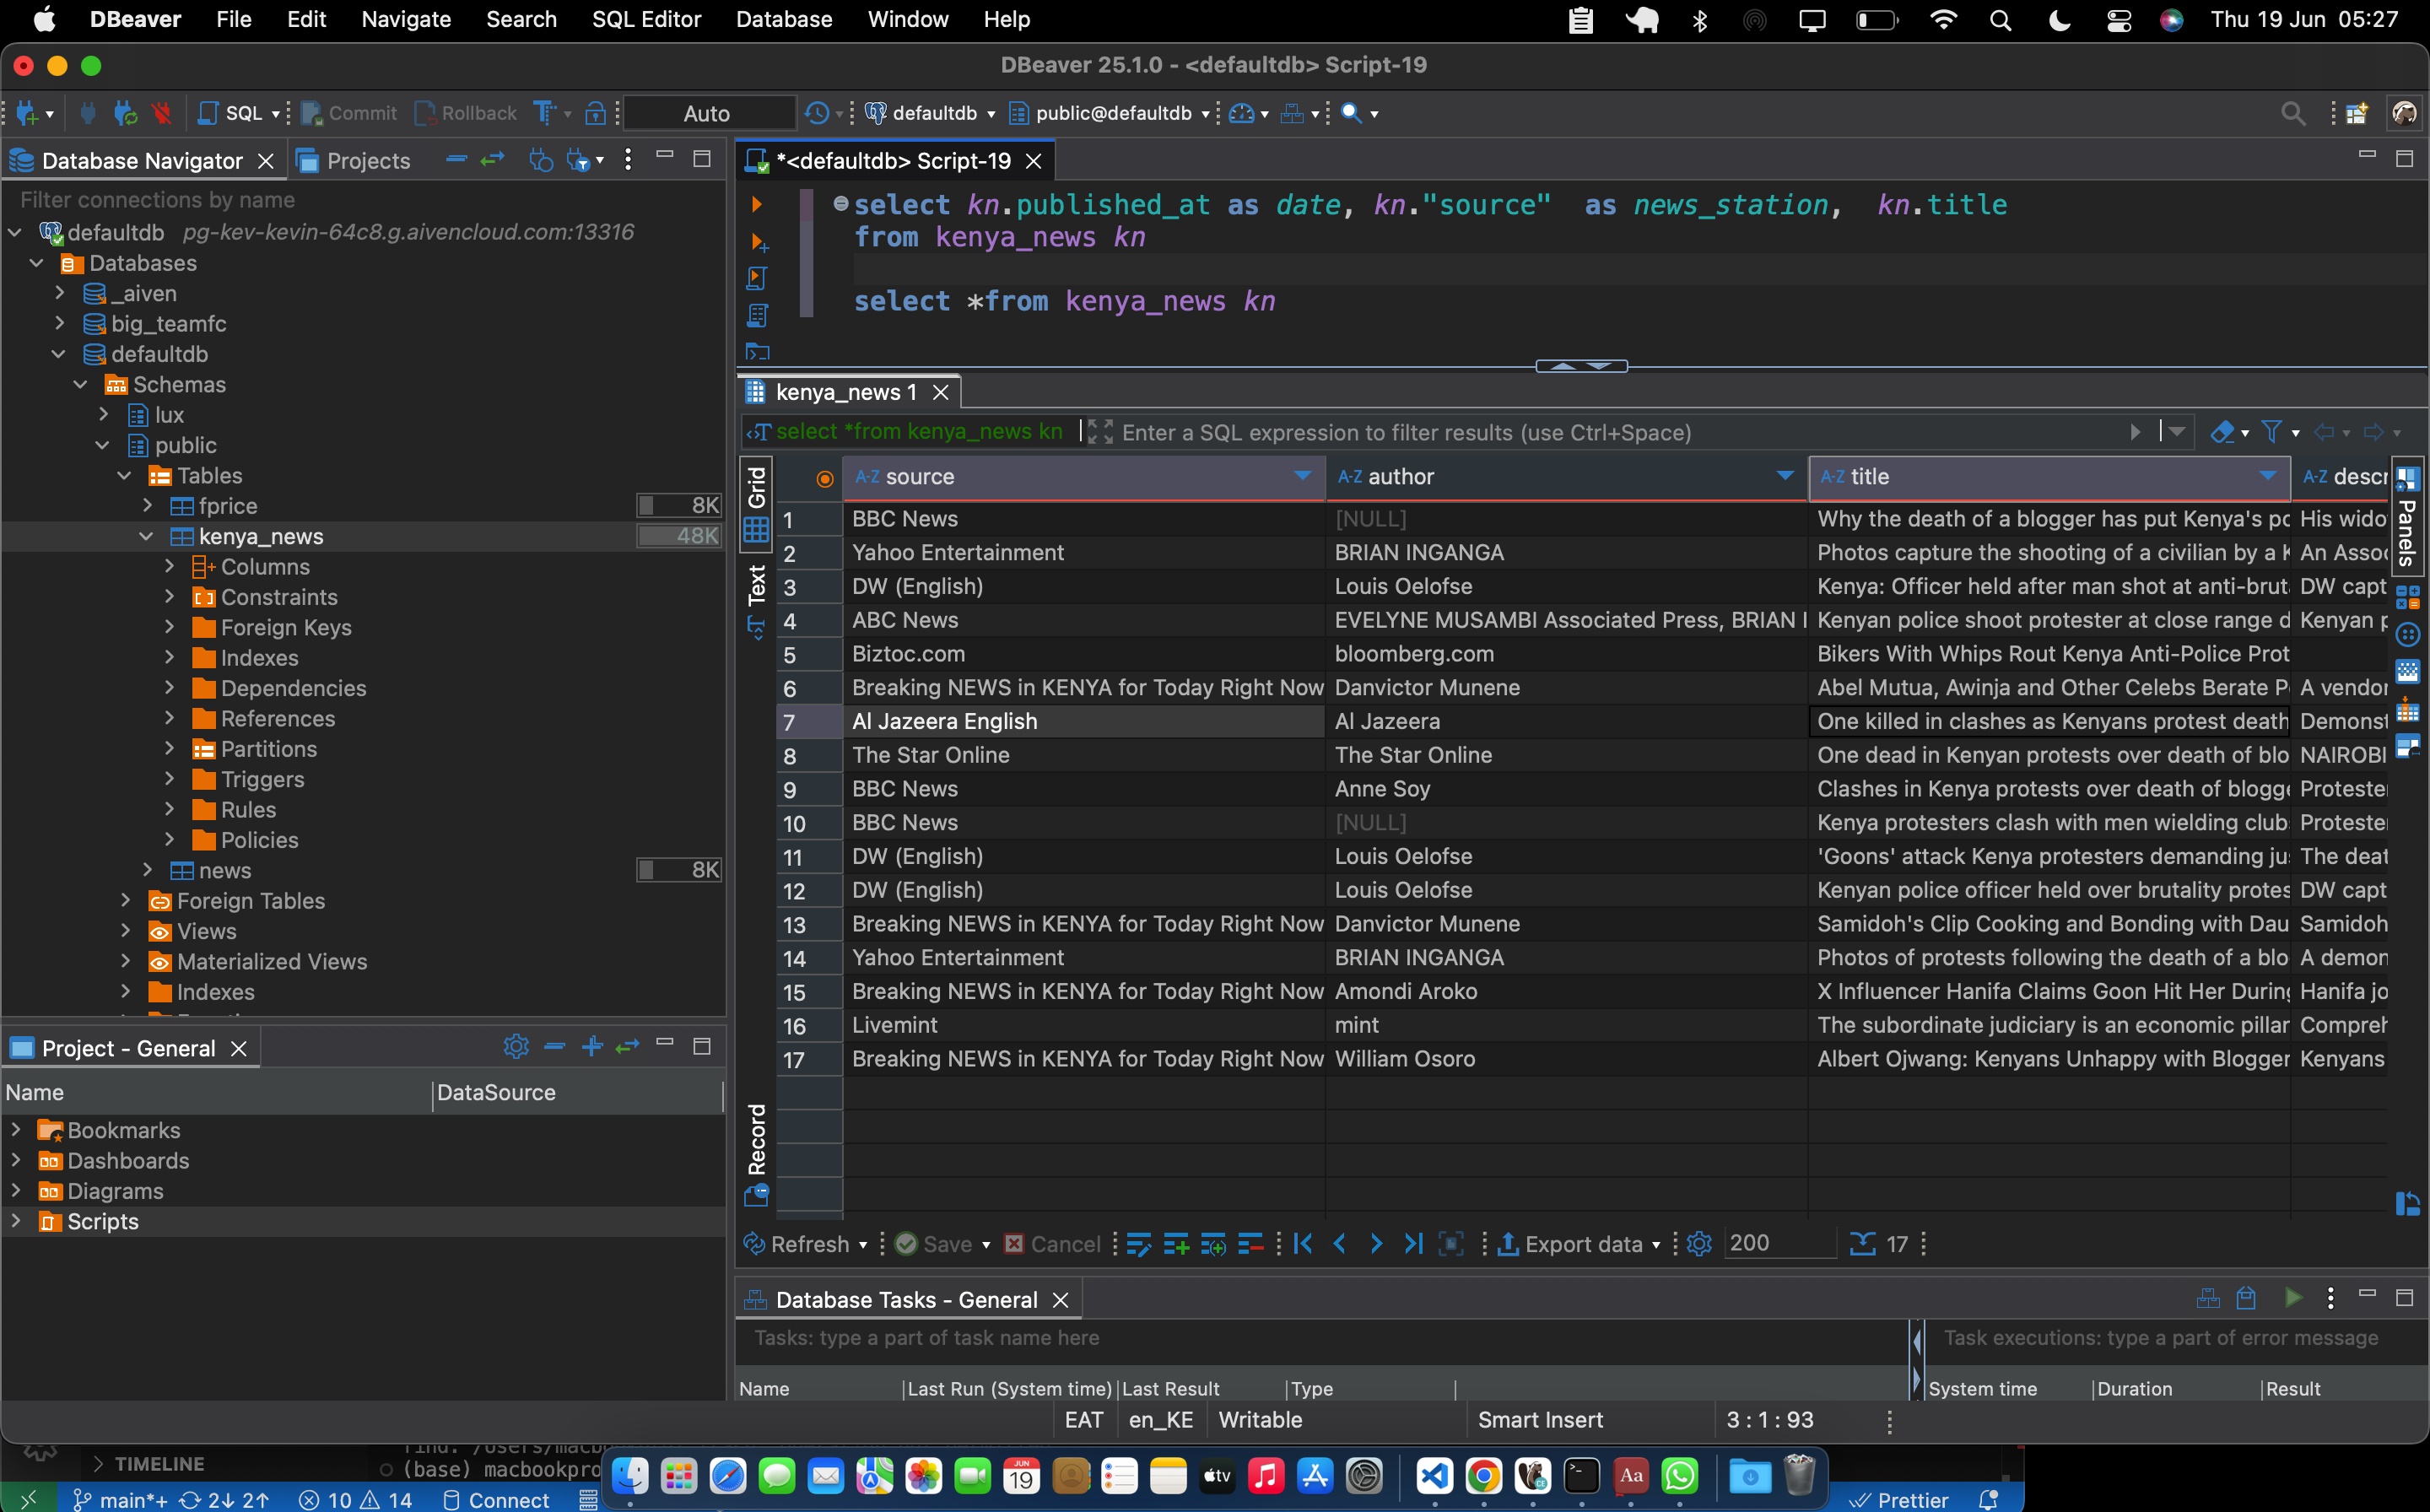 DBeaver File Edit Navigate Search SQL Editor Database Window Help Thu 19 Jun 05:27
DBeaver 25.1.0 - <defaultdb> Script-19
SQL Commit Rollback Auto defaultdb public@defaultdb
Database Navigator Projects
Filter connections by name
defaultdb pg-kev-kevin-64c8.g.aivencloud.com:13316
Databases
_aiven
big_teamfc
defaultdb
Schemas
lux
public
Tables
fprice 8K
kenya_news 48K
Columns
Constraints
Foreign Keys
Indexes
Dependencies
References
Partitions
Triggers
Rules
Policies
news 8K
Foreign Tables
Views
Materialized Views
Indexes
Project - General
Name DataSource
Bookmarks
Dashboards
Diagrams
Scripts
*<defaultdb> Script-19
select kn.published_at as date, kn."source" as news_station, kn.title
from kenya_news kn
select *from kenya_news kn
kenya_news 1
select *from kenya_news kn Enter a SQL expression to filter results (use Ctrl+Space)
Grid
Text
Record
Panels
A-Z source A-Z author A-Z title A-Z descr
1 BBC News [NULL] Why the death of a blogger has put Kenya's po His wido
2 Yahoo Entertainment BRIAN INGANGA Photos capture the shooting of a civilian by a K An Asso
3 DW (English) Louis Oelofse Kenya: Officer held after man shot at anti-brut DW capt
4 ABC News EVELYNE MUSAMBI Associated Press, BRIAN I Kenyan police shoot protester at close range d Kenyan p
5 Biztoc.com bloomberg.com Bikers With Whips Rout Kenya Anti-Police Prot
6 Breaking NEWS in KENYA for Today Right Now Danvictor Munene Abel Mutua, Awinja and Other Celebs Berate P A vendor
7 Al Jazeera English Al Jazeera One killed in clashes as Kenyans protest death Demonst
8 The Star Online The Star Online One dead in Kenyan protests over death of blo NAIROBI
9 BBC News Anne Soy Clashes in Kenya protests over death of blogge Protester
10 BBC News [NULL] Kenya protesters clash with men wielding club Protester
11 DW (English) Louis Oelofse 'Goons' attack Kenya protesters demanding ju The deat
12 DW (English) Louis Oelofse Kenyan police officer held over brutality protes DW capt
13 Breaking NEWS in KENYA for Today Right Now Danvictor Munene Samidoh's Clip Cooking and Bonding with Dau Samidoh
14 Yahoo Entertainment BRIAN INGANGA Photos of protests following the death of a blo A demon
15 Breaking NEWS in KENYA for Today Right Now Amondi Aroko X Influencer Hanifa Claims Goon Hit Her During Hanifa jo
16 Livemint mint The subordinate judiciary is an economic pillar Compreh
17 Breaking NEWS in KENYA for Today Right Now William Osoro Albert Ojwang: Kenyans Unhappy with Blogger Kenyans
Refresh Save Cancel Export data 200 17
Database Tasks - General
Tasks: type a part of task name here Task executions: type a part of error message
Name Last Run (System time) Last Result Type System time Duration Result
EAT en_KE Writable Smart Insert 3 : 1 : 93
TIMELINE
(base) macbookpro
JUN
19
tv
Aa
main*+ 2↓ 2↑ 10 14 Connect Prettier